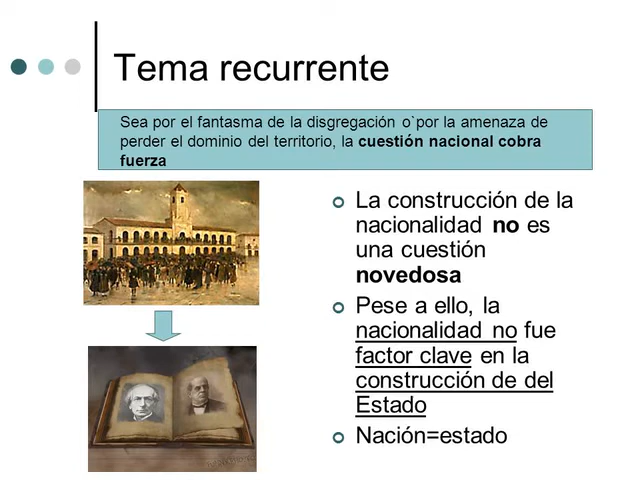 Tema recurrente
Sea por el fantasma de la disgregación o`por la amenaza de
perder el dominio del territorio, la cuestión nacional cobra
fuerza
La construcción de la
nacionalidad no es
una cuestión
novedosa
Pese a ello, la
nacionalidad no fue
factor clave en la
construcción de del
Estado
Nación=estado